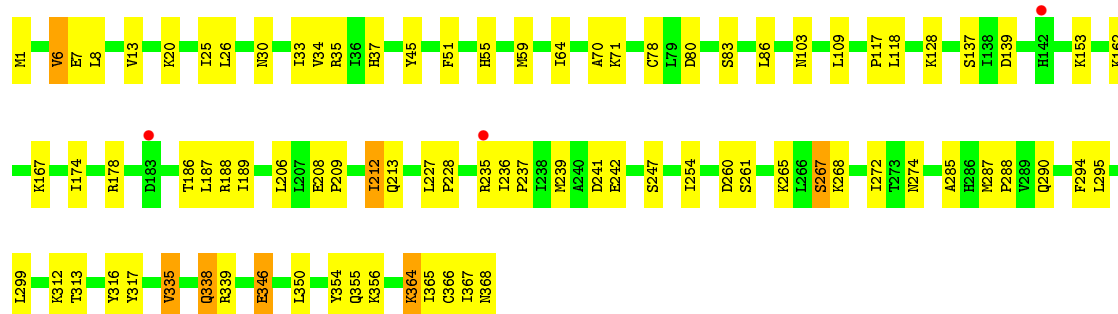 M1 V6 E7 L8 V13 K20 I25 L26 N30 I33 V34 R35 I36 H37 Y45 F51 H55 M59 I64 A70 K71 C78 L79 D80 S83 L86 N103 L109 P117 L118 K128 S137 I138 D139 H142 K153 K162
K167 I174 R178 D183 T186 L187 R188 I189 L206 L207 E208 P209 I212 Q213 L227 P228 R235 I236 P237 I238 M239 A240 D241 E242 S247 I254 D260 S261 K265 L266 S267 K268 I272 T273 N274 A285 H286 M287 P288 V289 Q290 F294 L295
L299 K312 T313 Y316 Y317 V335 Q338 R339 E346 L350 Y354 Q355 K356 K364 I365 C366 I367 N368